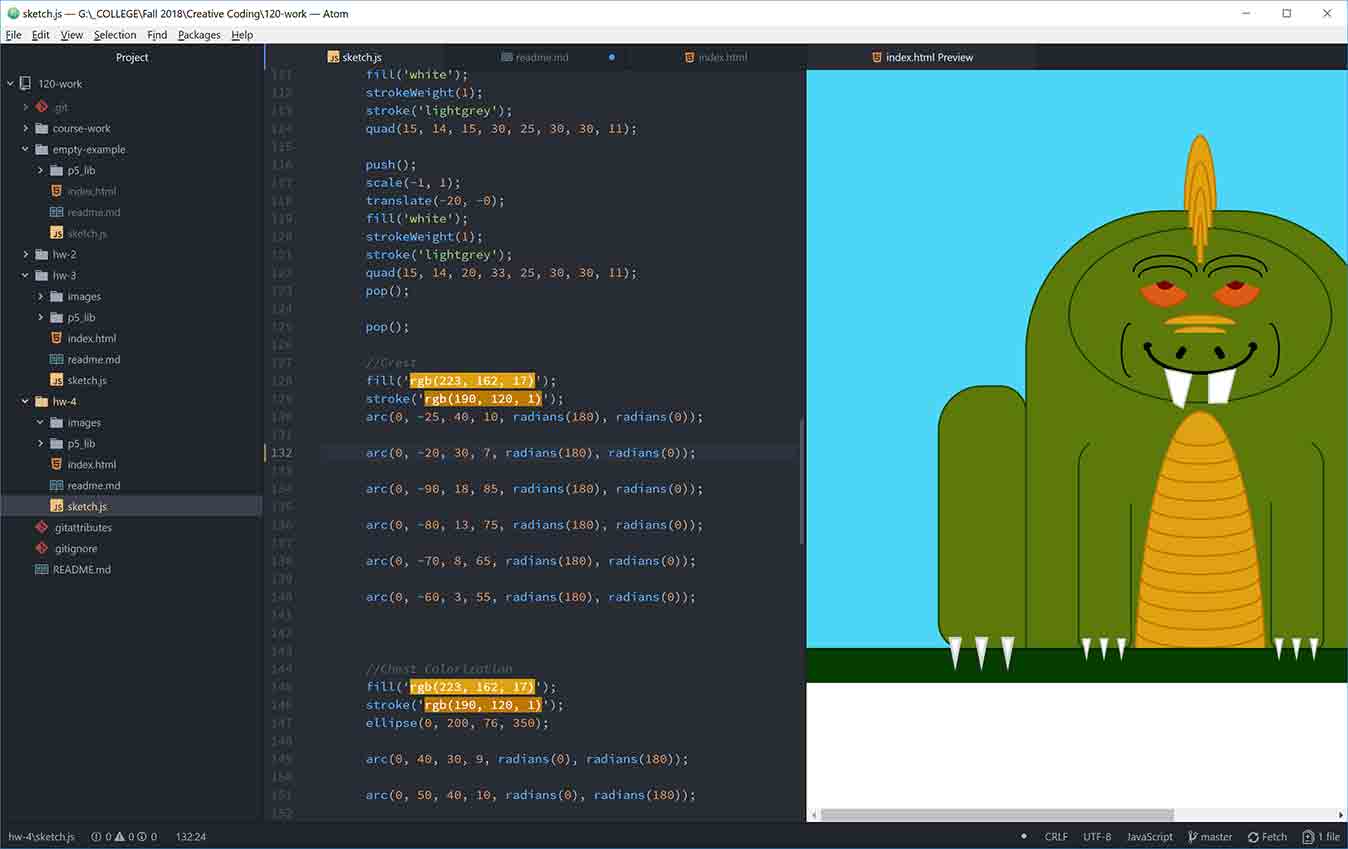 sketch.js — G:\_COLLEGE\Fall 2018\Creative Coding\120-work — Atom
File Edit View Selection Find Packages Help
Project
120-work
.git
course-work
empty-example
p5_lib
index.html
readme.md
sketch.js
hw-2
hw-3
images
p5_lib
index.html
readme.md
sketch.js
hw-4
images
p5_lib
index.html
readme.md
sketch.js
.gitattributes
.gitignore
README.md
sketch.js readme.md index.html index.html Preview
111 fill('white');
112 strokeWeight(1);
113 stroke('lightgrey');
114 quad(15, 14, 15, 30, 25, 30, 30, 11);
115
116 push();
117 scale(-1, 1);
118 translate(-20, -0);
119 fill('white');
120 strokeWeight(1);
121 stroke('lightgrey');
122 quad(15, 14, 20, 33, 25, 30, 30, 11);
123 pop();
124
125 pop();
126
127 //Crest
128 fill('rgb(223, 162, 17)');
129 stroke('rgb(190, 120, 1)');
130 arc(0, -25, 40, 10, radians(180), radians(0));
131
132 arc(0, -20, 30, 7, radians(180), radians(0));
133
134 arc(0, -90, 18, 85, radians(180), radians(0));
135
136 arc(0, -80, 13, 75, radians(180), radians(0));
137
138 arc(0, -70, 8, 65, radians(180), radians(0));
139
140 arc(0, -60, 3, 55, radians(180), radians(0));
141
142
143
144 //Chest Colorization
145 fill('rgb(223, 162, 17)');
146 stroke('rgb(190, 120, 1)');
147 ellipse(0, 200, 76, 350);
148
149 arc(0, 40, 30, 9, radians(0), radians(180));
150
151 arc(0, 50, 40, 10, radians(0), radians(180));
152
hw-4\sketch.js 0 0 0 132:24 CRLF UTF-8 JavaScript master Fetch 1 file